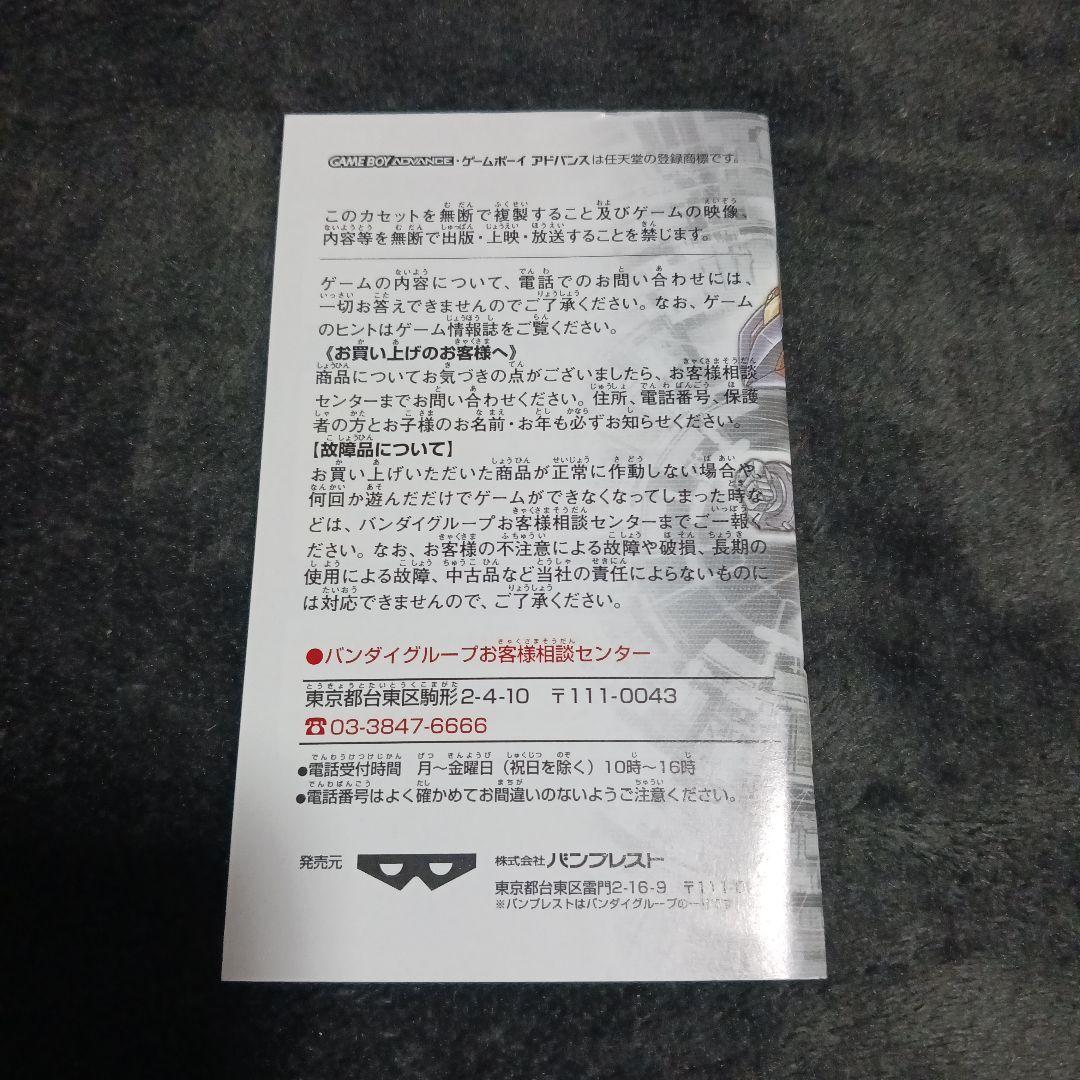 GAME BOY ADVANCE・ゲームボーイ アドバンスは任天堂の登録商標です。
このカセットを無断で複製すること及びゲームの映像、
内容等を無断で出版・上映・放送することを禁じます。
ゲームの内容について、電話でのお問い合わせには、
一切お答えできませんのでご了承ください。なお、ゲーム
のヒントはゲーム情報誌をご覧ください。
《お買い上げのお客様へ》
商品についてお気づきの点がございましたら、お客様相談
センターまでお問い合わせください。住所、電話番号、保護
者の方とお子様のお名前・お年も必ずお知らせください。
【故障品について】
お買い上げいただいた商品が正常に作動しない場合や、
何回か遊んだだけでゲームができなくなってしまった時な
どは、バンダイグループお客様相談センターまでご一報く
ださい。なお、お客様の不注意による故障や破損、長期の
使用による故障、中古品など当社の責任によらないものに
は対応できませんので、ご了承ください。
●バンダイグループお客様相談センター
東京都台東区駒形2-4-10 〒111-0043
☎03-3847-6666
●電話受付時間 月〜金曜日（祝日を除く）10時〜16時
●電話番号はよく確かめてお間違いのないようご注意ください。
発売元 株式会社 バンプレスト
東京都台東区雷門2-16-9 〒111-0
※バンプレストはバンダイグループの一員です